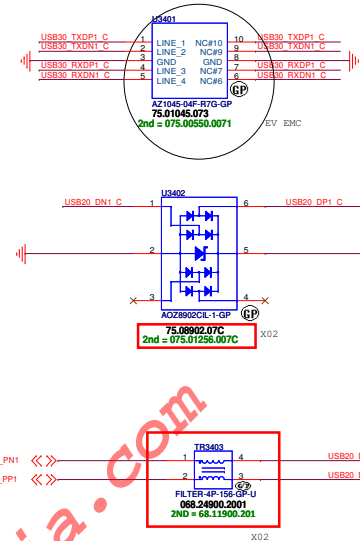 U3401
USB30_TXDP1_C 1 LINE_1 NC#10 10 USB30_TXDP1_C
USB30_TXDN1_C 2 LINE_2 NC#9 9 USB30_TXDN1_C
3 GND GND 8
USB30_RXDP1_C 4 LINE_3 NC#7 7 USB30_RXDP1_C
USB30_RXDN1_C 5 LINE_4 NC#6 6 USB30_RXDN1_C
GP
AZ1045-04F-R7G-GP
75.01045.073
2nd = 075.00550.0071
EV EMC
U3402
USB20_DN1_C 1 6 USB20_DP1_C
2 5
3 4
GP
AOZ8902CIL-1-GP
75.08902.07C
2nd = 075.01256.007C
X02
TR3403
_PN1 1 4 USB20_D
_PP1 2 3 USB20_D
GP
FILTER-4P-156-GP-U
068.24900.2001
2ND = 68.11900.201
X02
a.com